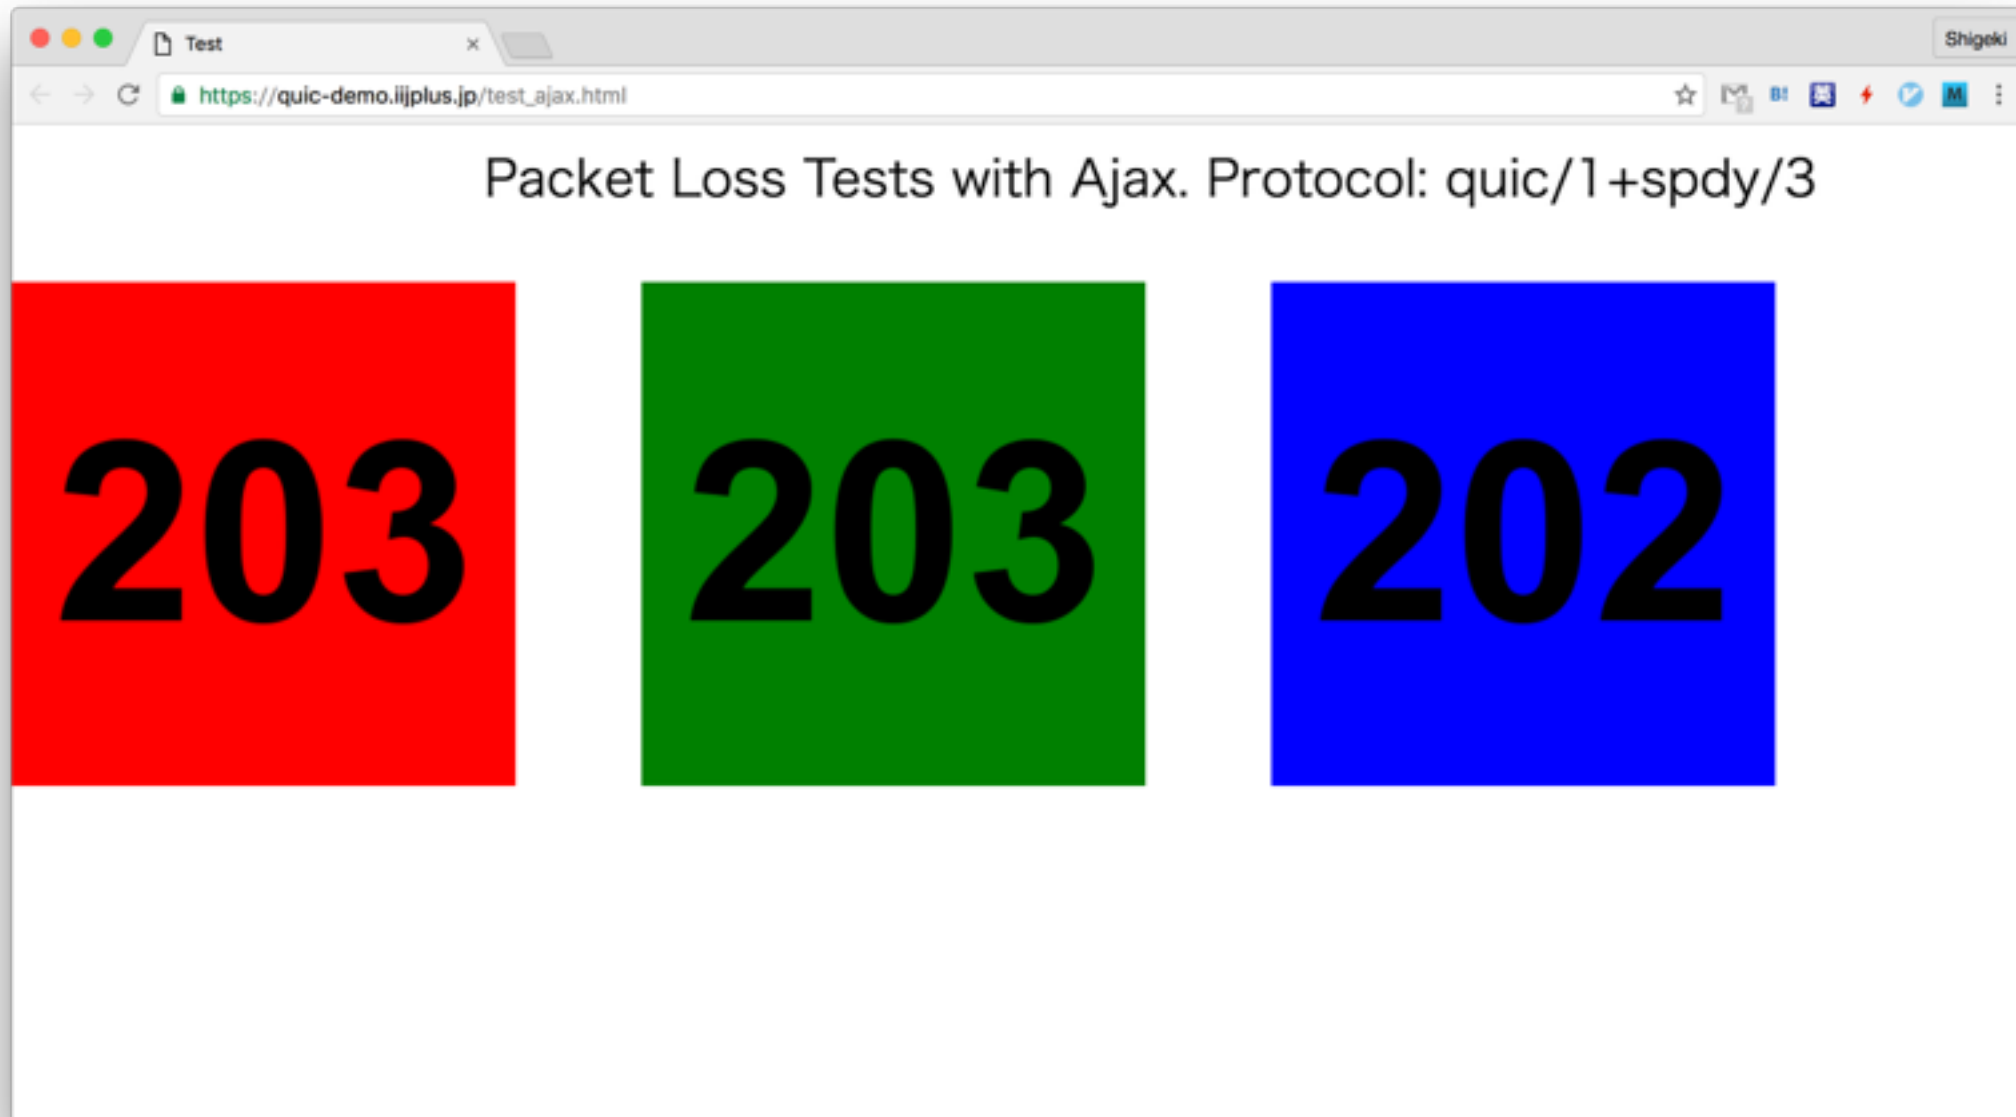 Test
Shigeki
https://quic-demo.iijplus.jp/test_ajax.html
B!
英
M
Packet Loss Tests with Ajax. Protocol: quic/1+spdy/3
203
203
202